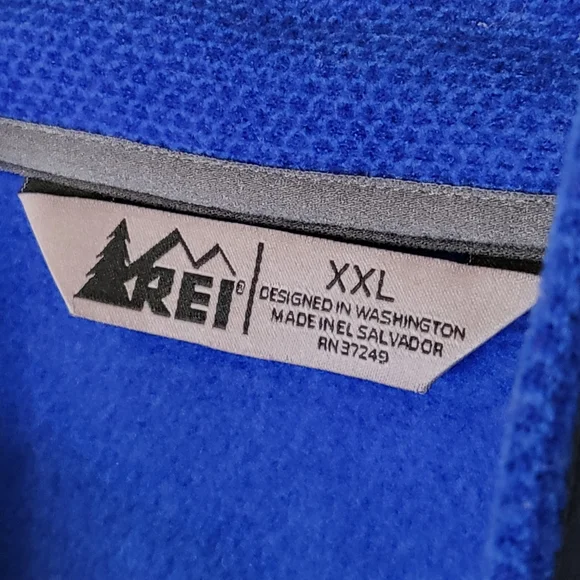 REI®
XXL
DESIGNED IN WASHINGTON
MADE IN EL SALVADOR
RN37249